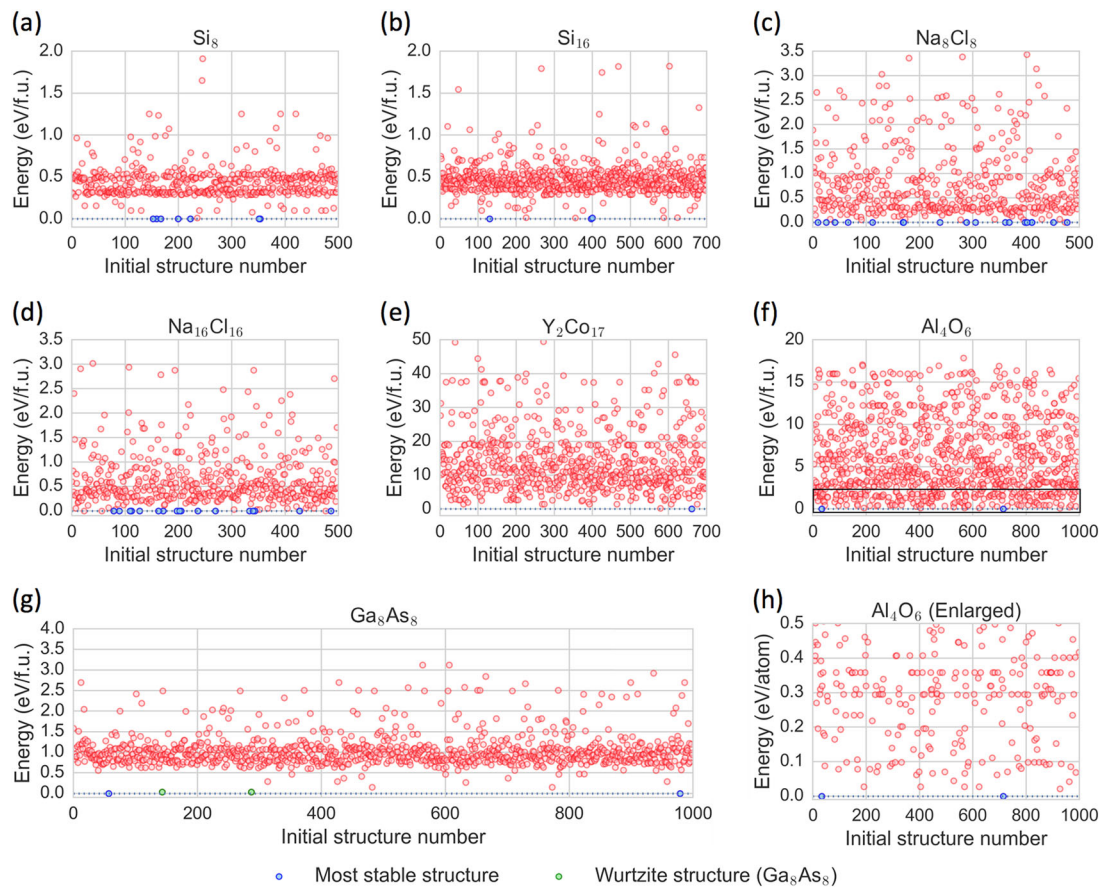 (a)
Si₈
Energy (eV/f.u.)
2.0
1.5
1.0
0.5
0.0
0 100 200 300 400 500
Initial structure number
(b)
Si₁₆
Energy (eV/f.u.)
2.0
1.5
1.0
0.5
0.0
0 100 200 300 400 500 600 700
Initial structure number
(c)
Na₈Cl₈
Energy (eV/f.u.)
3.5
3.0
2.5
2.0
1.5
1.0
0.5
0.0
0 100 200 300 400 500
Initial structure number
(d)
Na₁₆Cl₁₆
Energy (eV/f.u.)
3.5
3.0
2.5
2.0
1.5
1.0
0.5
0.0
0 100 200 300 400 500
Initial structure number
(e)
Y₂Co₁₇
Energy (eV/f.u.)
50
40
30
20
10
0
0 100 200 300 400 500 600 700
Initial structure number
(f)
Al₄O₆
Energy (eV/f.u.)
20
15
10
5
0
0 200 400 600 800 1000
Initial structure number
(g)
Ga₈As₈
Energy (eV/f.u.)
4.0
3.5
3.0
2.5
2.0
1.5
1.0
0.5
0.0
0 200 400 600 800 1000
Initial structure number
(h)
Al₄O₆ (Enlarged)
Energy (eV/atom)
0.5
0.4
0.3
0.2
0.1
0.0
0 200 400 600 800 1000
Initial structure number
Most stable structure
Wurtzite structure (Ga₈As₈)